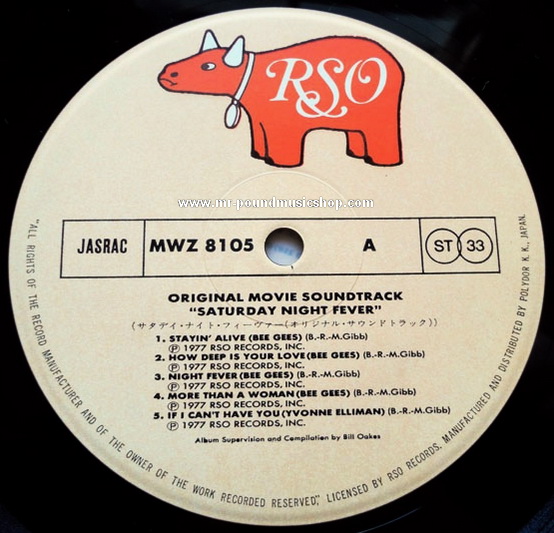 RSO
www.mr-poundmusicshop.com
JASRAC MWZ 8105 A ST 33
ORIGINAL MOVIE SOUNDTRACK
"SATURDAY NIGHT FEVER"
(サタデイ・ナイト・フィーヴァー(オリジナル・サウンドトラック))
1. STAYIN' ALIVE (BEE GEES) (B.-R.-M.Gibb)
Ⓟ 1977 RSO RECORDS, INC.
2. HOW DEEP IS YOUR LOVE (BEE GEES) (B.-R.-M.Gibb)
Ⓟ 1977 RSO RECORDS, INC.
3. NIGHT FEVER (BEE GEES) (B.-R.-M.Gibb)
Ⓟ 1977 RSO RECORDS, INC.
4. MORE THAN A WOMAN (BEE GEES) (B.-R.-M.Gibb)
Ⓟ 1977 RSO RECORDS, INC.
5. IF I CAN'T HAVE YOU (YVONNE ELLIMAN) (B.-R.-M.Gibb)
Ⓟ 1977 RSO RECORDS, INC.
Album Supervision and Compilation by Bill Oakes
"ALL RIGHTS OF THE RECORD MANUFACTURER AND OF THE OWNER OF THE WORK RECORDED RESERVED", LICENSED BY RSO RECORDS, MANUFACTURED AND DISTRIBUTED BY POLYDOR K. K., JAPAN.